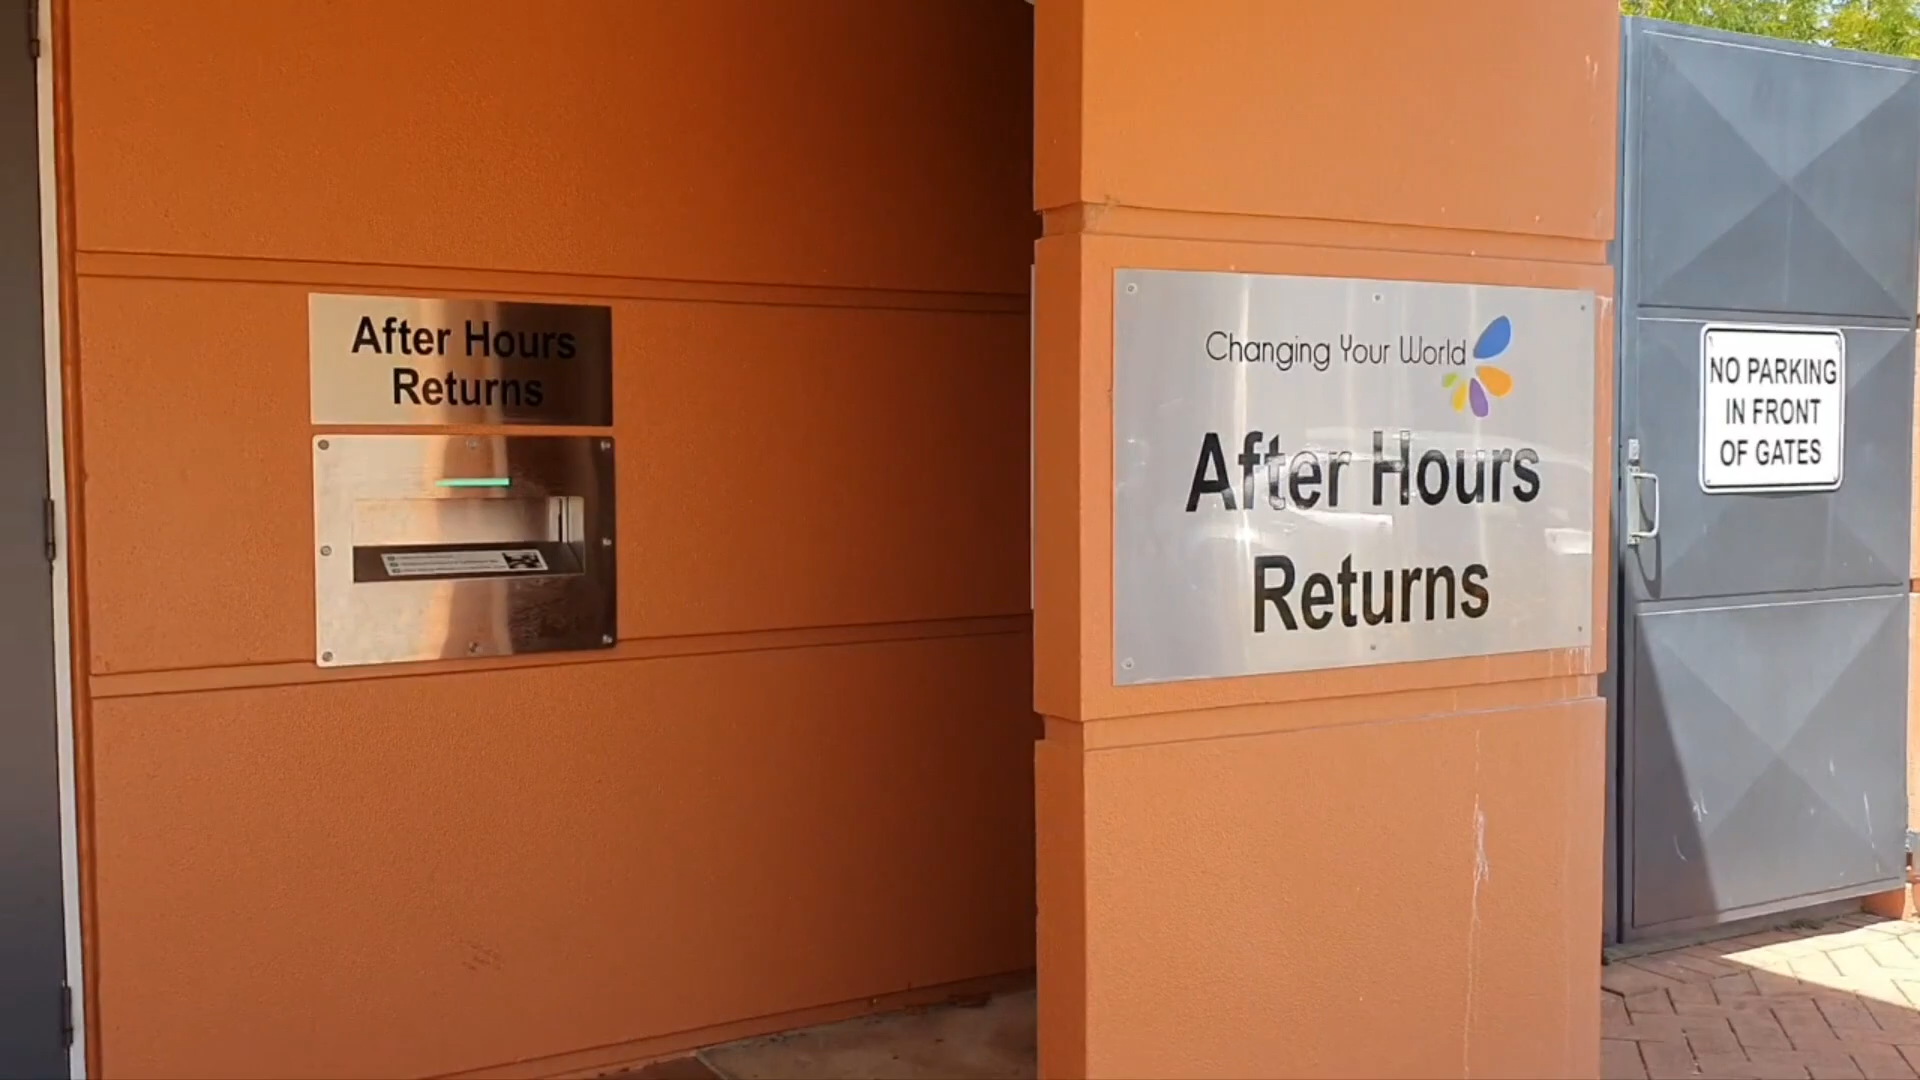 After Hours
Returns
Changing Your World
After Hours
Returns
NO PARKING
IN FRONT
OF GATES